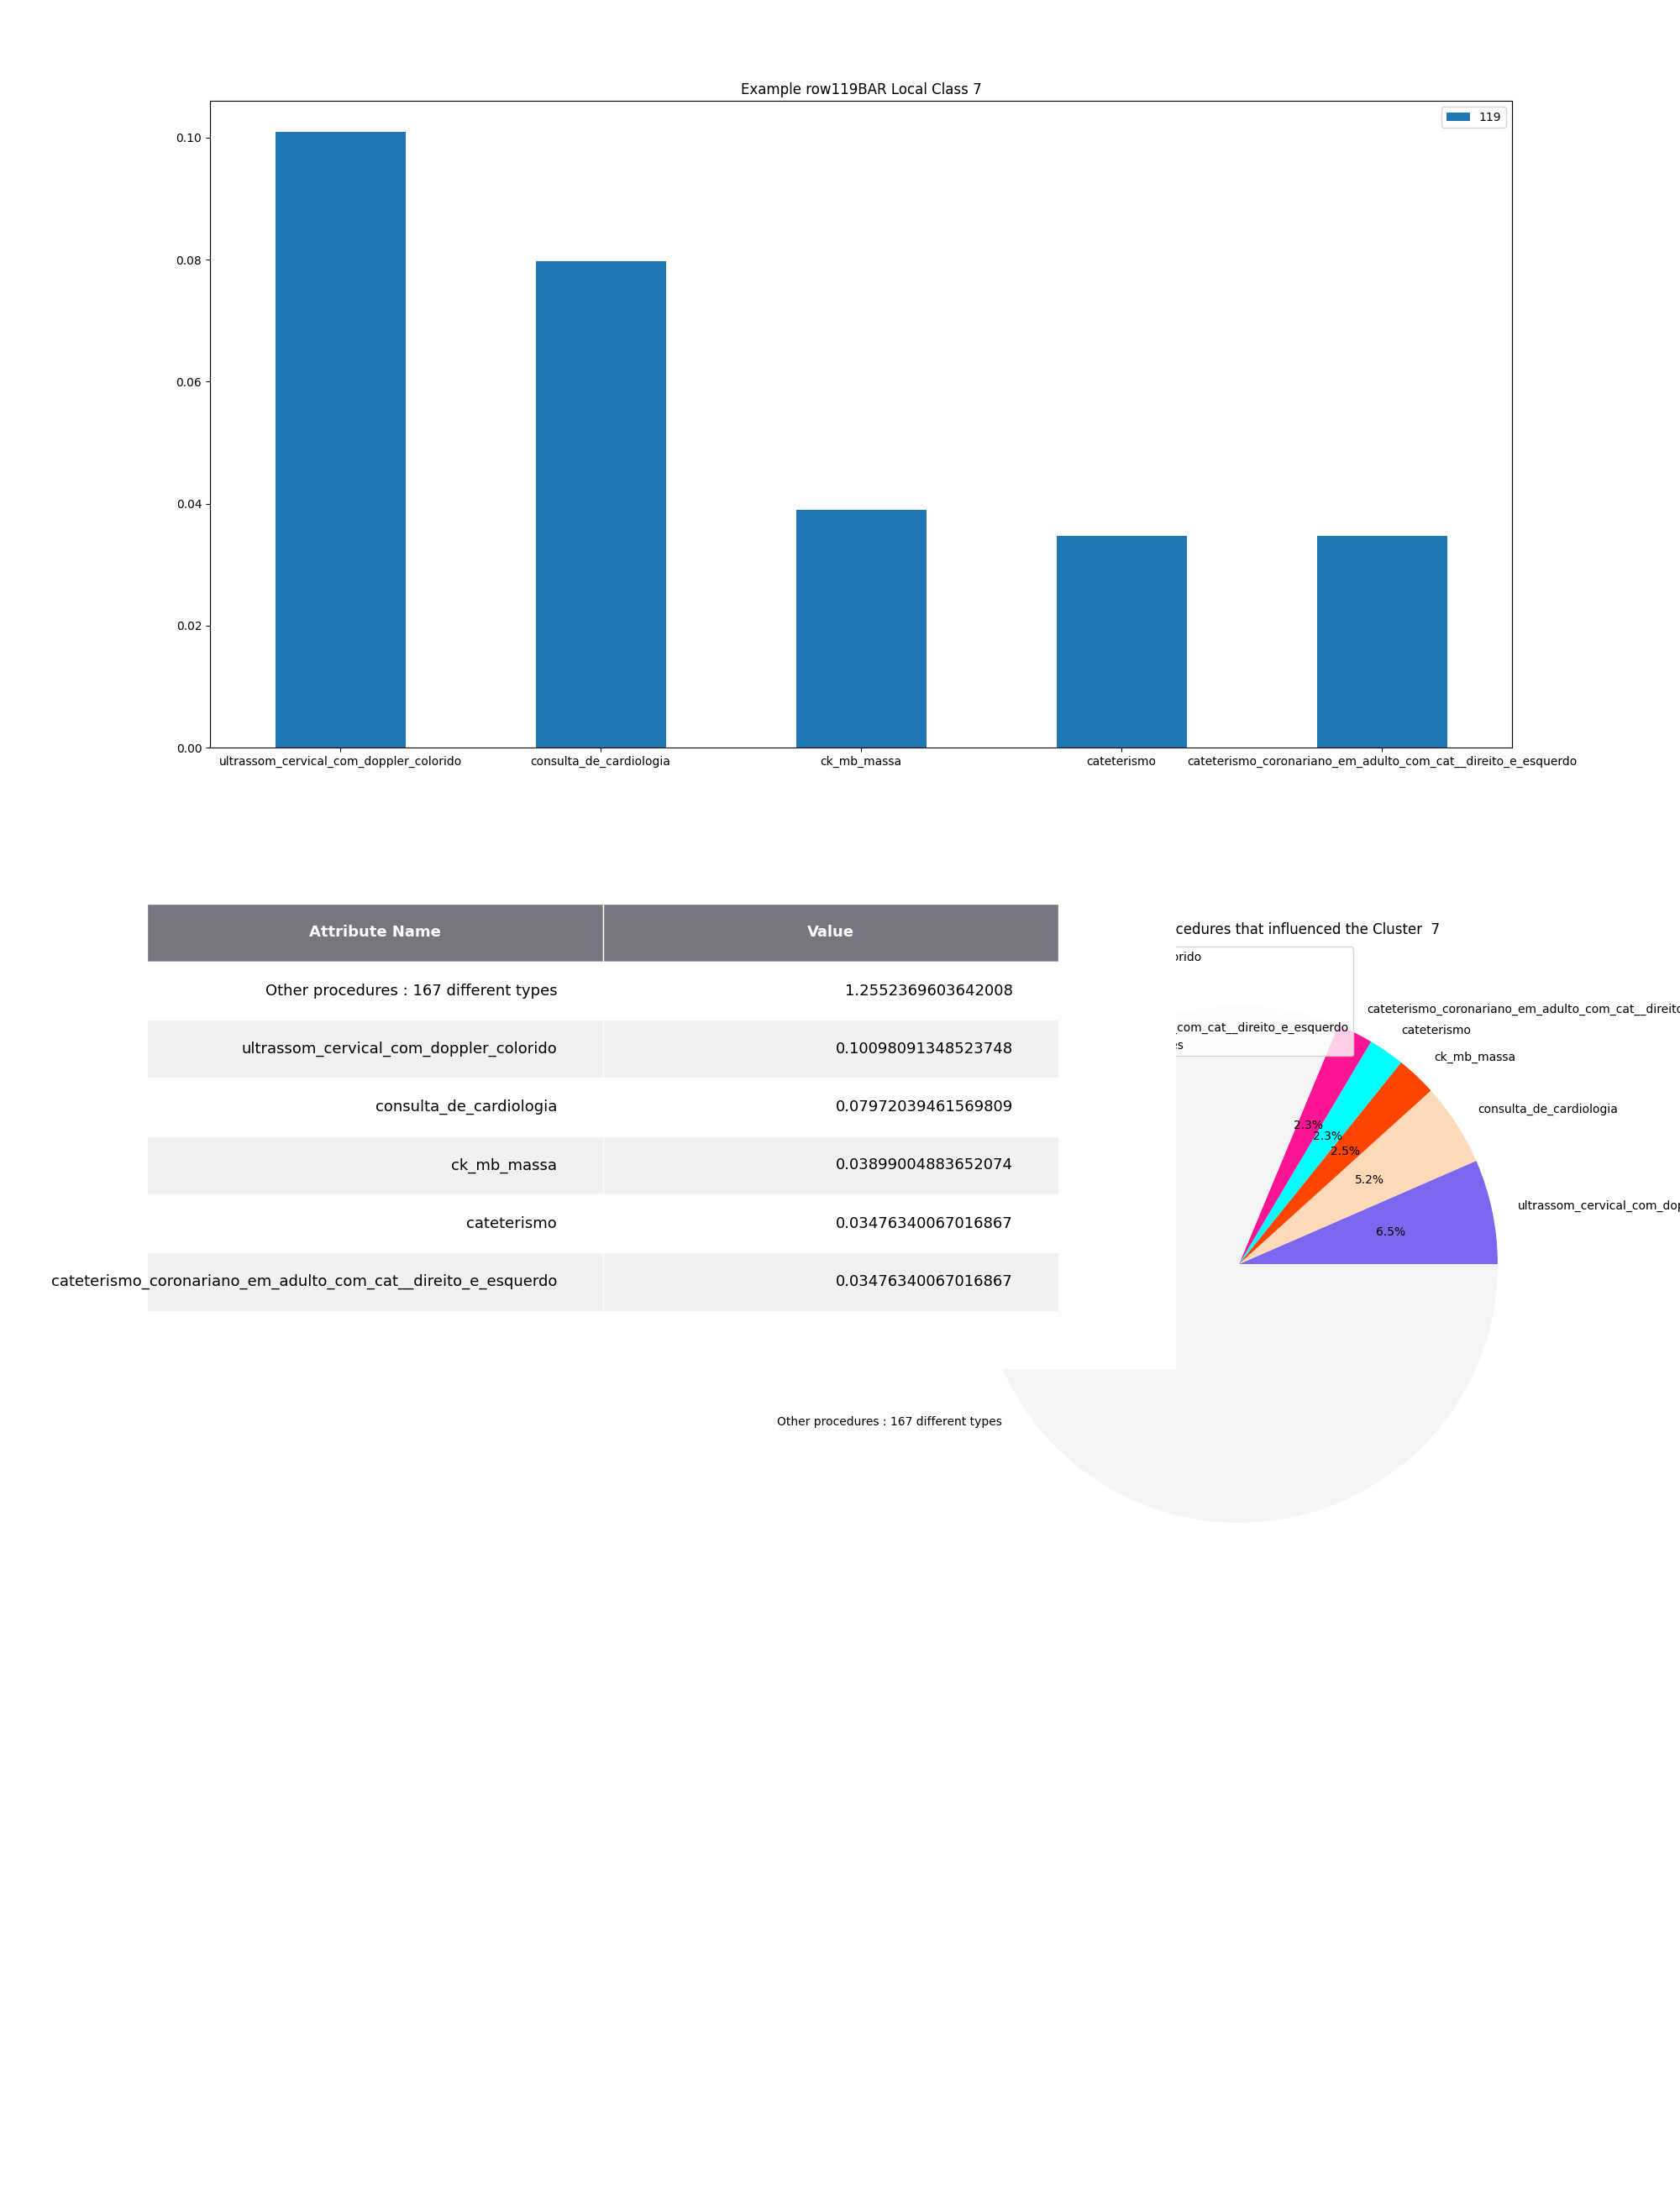 Example row119BAR Local Class 7
119
0.10
0.08
0.06
0.04
0.02
0.00
ultrassom_cervical_com_doppler_colorido
consulta_de_cardiologia
ck_mb_massa
cateterismo
cateterismo_coronariano_em_adulto_com_cat__direito_e_esquerdo
Attribute Name Value
Other procedures : 167 different types 1.2552369603642008
ultrassom_cervical_com_doppler_colorido 0.10098091348523748
consulta_de_cardiologia 0.07972039461569809
ck_mb_massa 0.03899004883652074
cateterismo 0.03476340067016867
cateterismo_coronariano_em_adulto_com_cat__direito_e_esquerdo 0.03476340067016867
cedures that influenced the Cluster 7
orido
_com_cat__direito_e_esquerdo
es
cateterismo_coronariano_em_adulto_com_cat__direito
cateterismo
ck_mb_massa
consulta_de_cardiologia
ultrassom_cervical_com_dop
2.3%
2.3%
2.5%
5.2%
6.5%
Other procedures : 167 different types